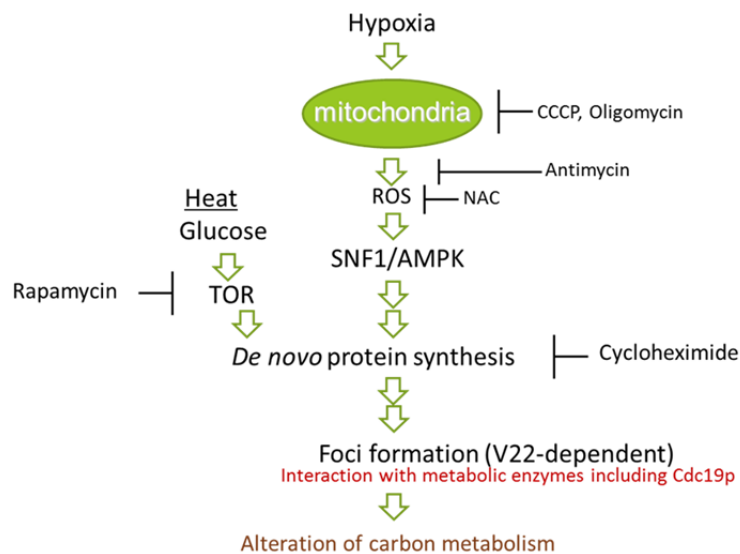 Hypoxia
mitochondria
CCCP, Oligomycin
Antimycin
ROS
NAC
Heat
Glucose
SNF1/AMPK
Rapamycin
TOR
De novo protein synthesis
Cycloheximide
Foci formation (V22-dependent)
Interaction with metabolic enzymes including Cdc19p
Alteration of carbon metabolism